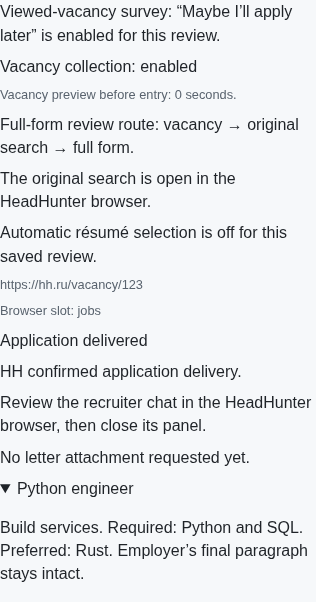 Viewed-vacancy survey: “Maybe I’ll apply
later” is enabled for this review.
Vacancy collection: enabled
Vacancy preview before entry: 0 seconds.
Full-form review route: vacancy → original
search → full form.
The original search is open in the
HeadHunter browser.
Automatic résumé selection is off for this
saved review.
https://hh.ru/vacancy/123
Browser slot: jobs
Application delivered
HH confirmed application delivery.
Review the recruiter chat in the HeadHunter
browser, then close its panel.
No letter attachment requested yet.
▼ Python engineer
Build services. Required: Python and SQL.
Preferred: Rust. Employer’s final paragraph
stays intact.